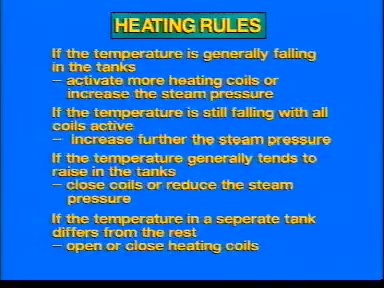 HEATING RULES
If the temperature is generally falling
in the tanks
– activate more heating coils or
increase the steam pressure
If the temperature is still falling with all
coils active
– increase further the steam pressure
If the temperature generally tends to
raise in the tanks
– close coils or reduce the steam
pressure
If the temperature in a seperate tank
differs from the rest
– open or close heating coils